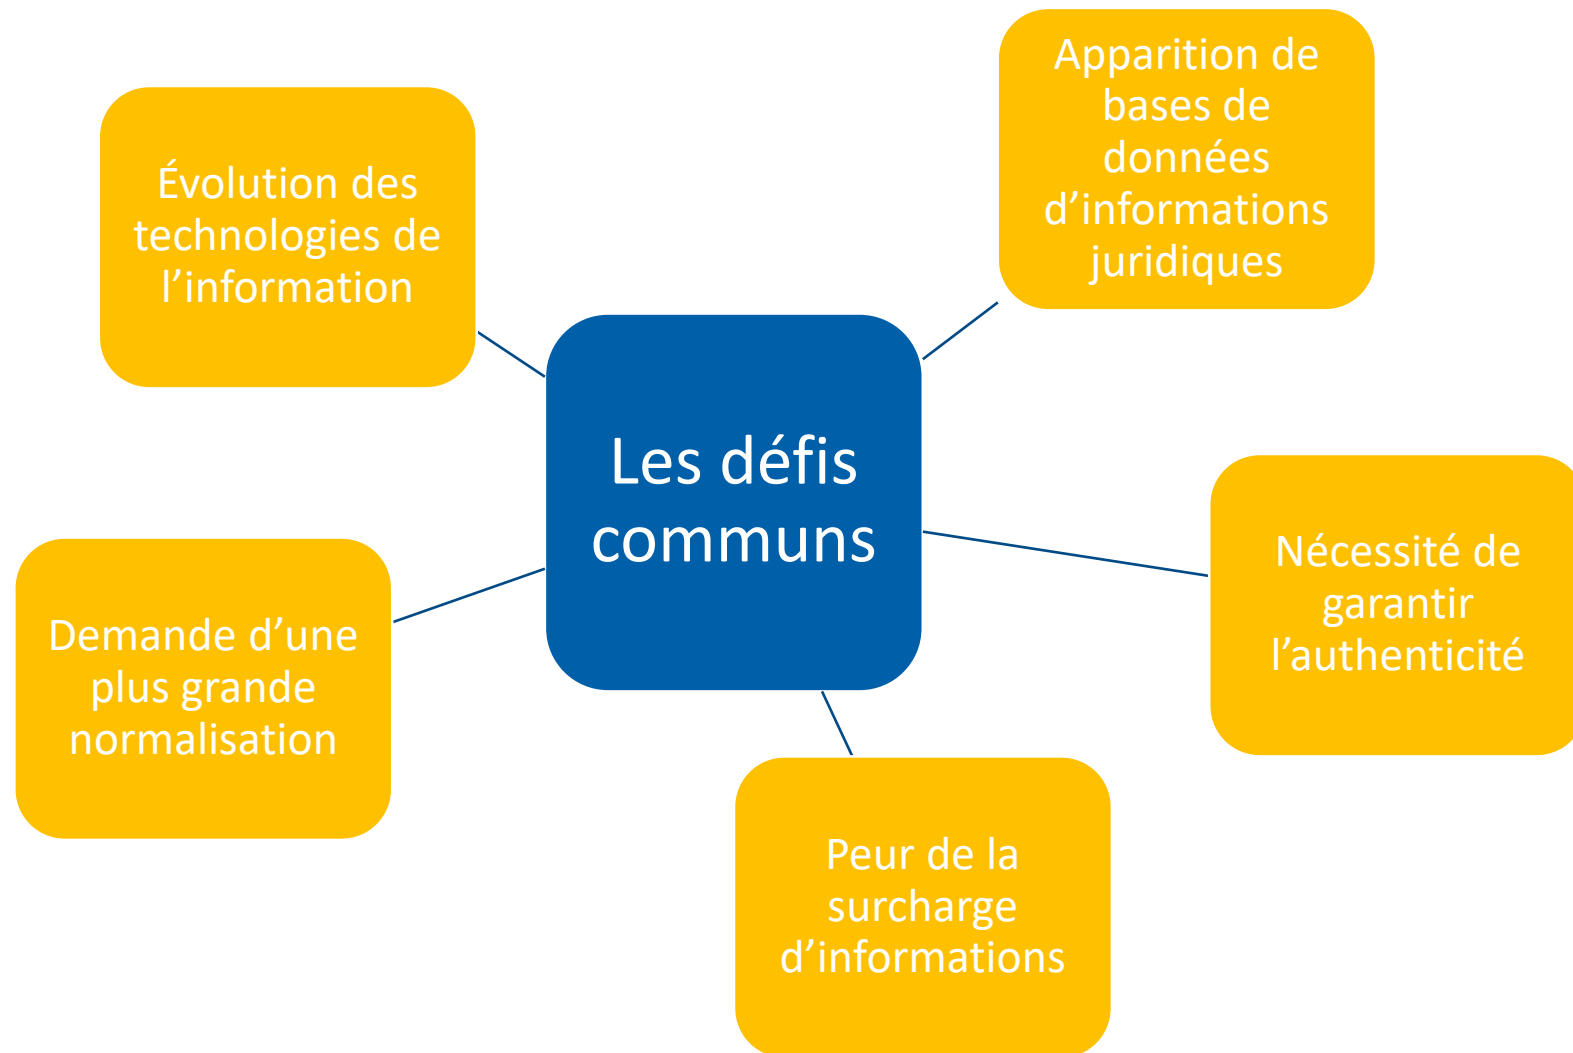 Apparition de
bases de
données
d’informations
juridiques
Évolution des
technologies de
l’information
Les défis
communs
Nécessité de
garantir
l’authenticité
Demande d’une
plus grande
normalisation
Peur de la
surcharge
d’informations